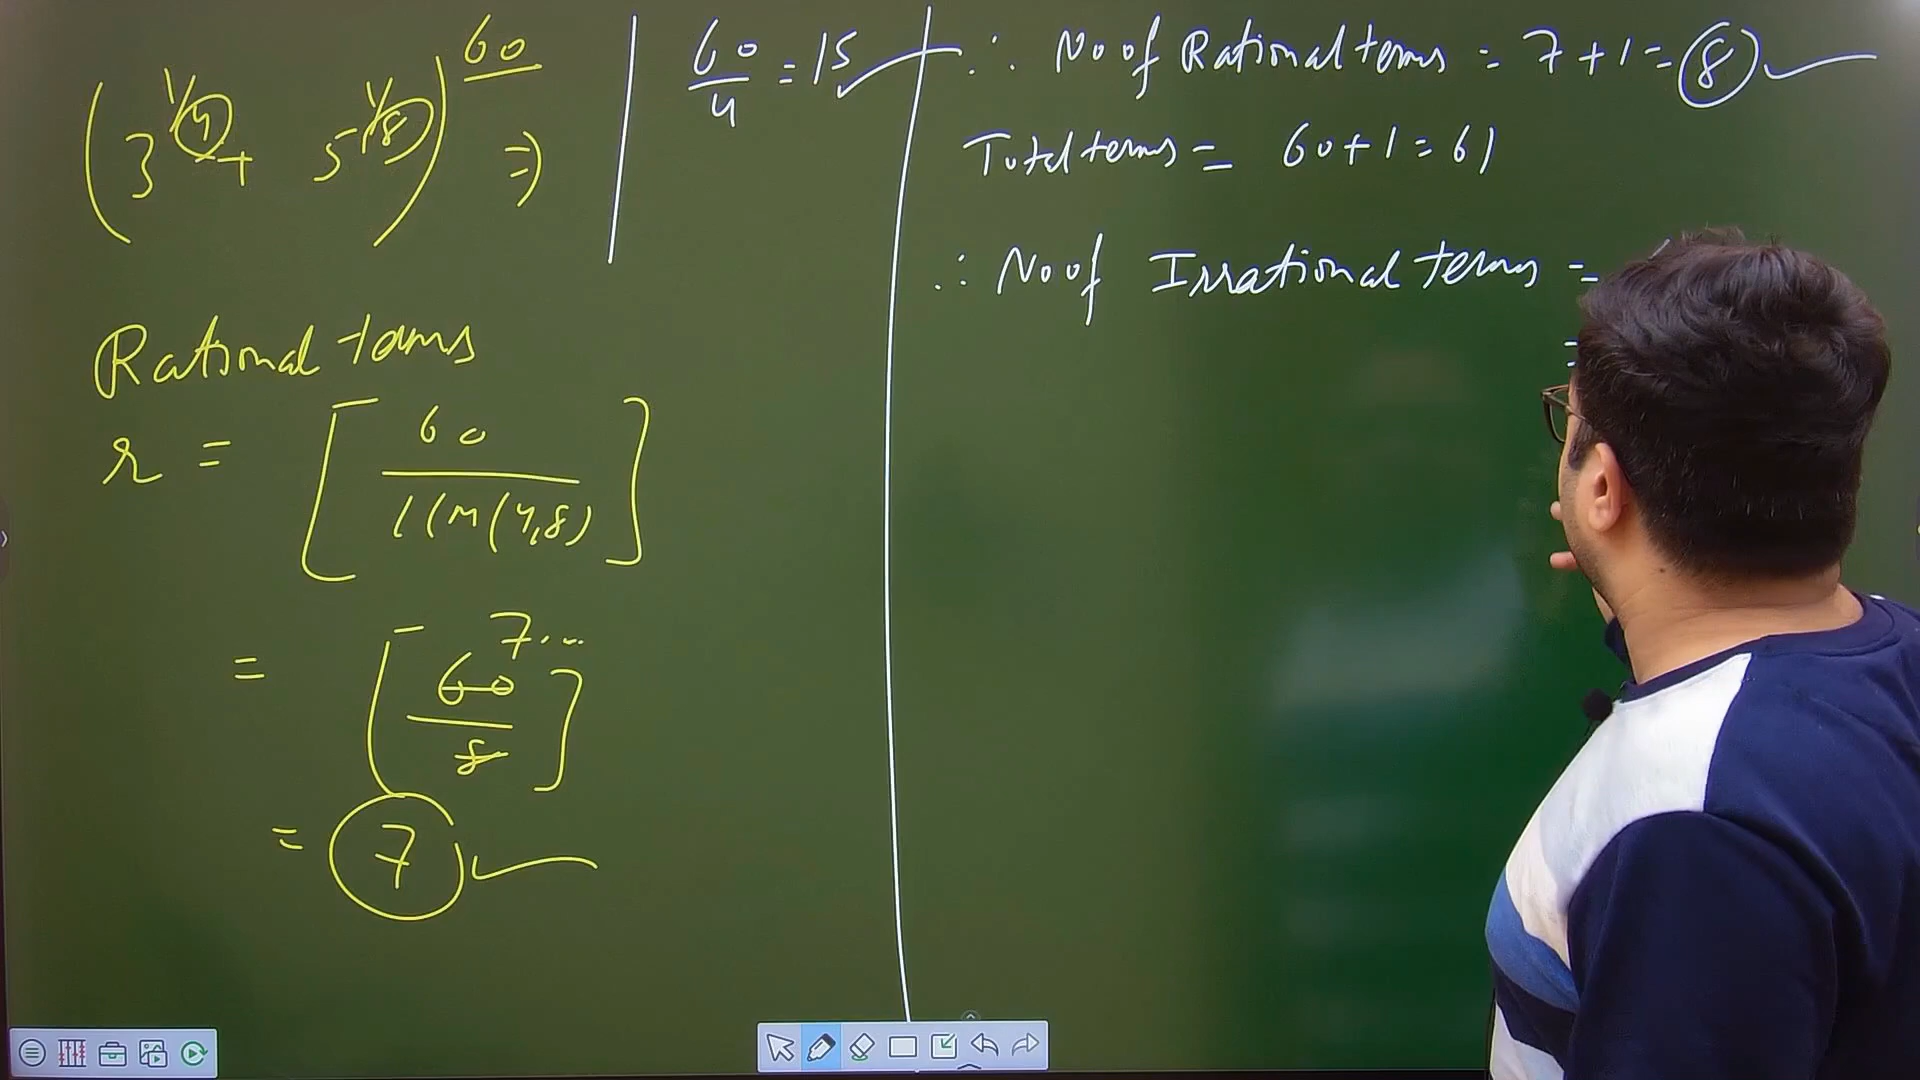 (3^1/4 + 5^1/8)^60 ⇒
60/4 = 15
Rational terms
r = [60/LCM(4,8)]
= [60/8] 7...
= 7
∴ No of Rational terms = 7+1 = 8
Total terms = 60+1 = 61
∴ No of Irrational terms =
=